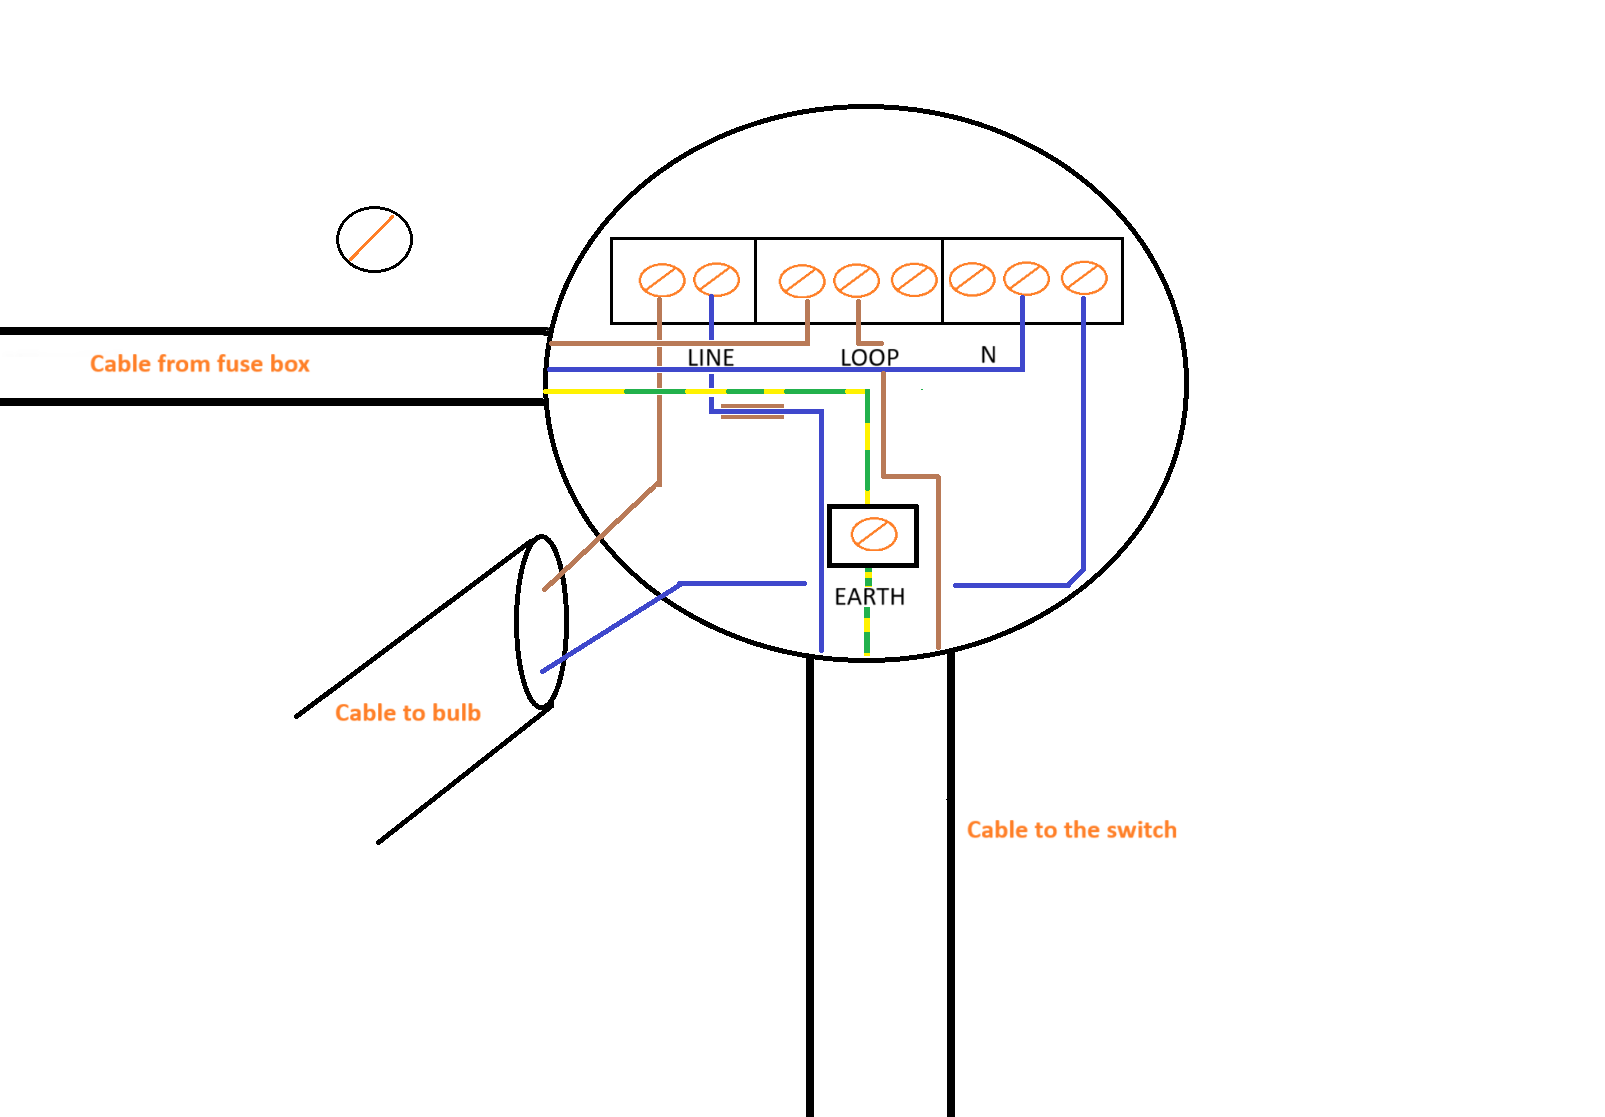 Cable from fuse box
LINE
LOOP
N
EARTH
Cable to bulb
Cable to the switch